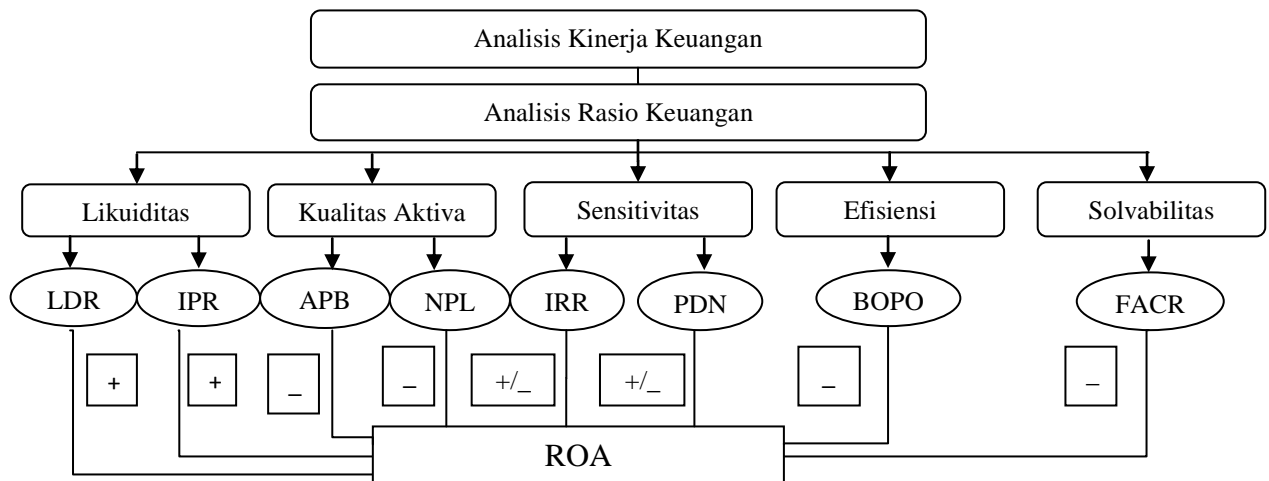 Analisis Kinerja Keuangan
Analisis Rasio Keuangan
Likuiditas Kualitas Aktiva Sensitivitas Efisiensi Solvabilitas
LDR IPR APB NPL IRR PDN BOPO FACR
+ + _ _ +/_ +/_ _ _
ROA